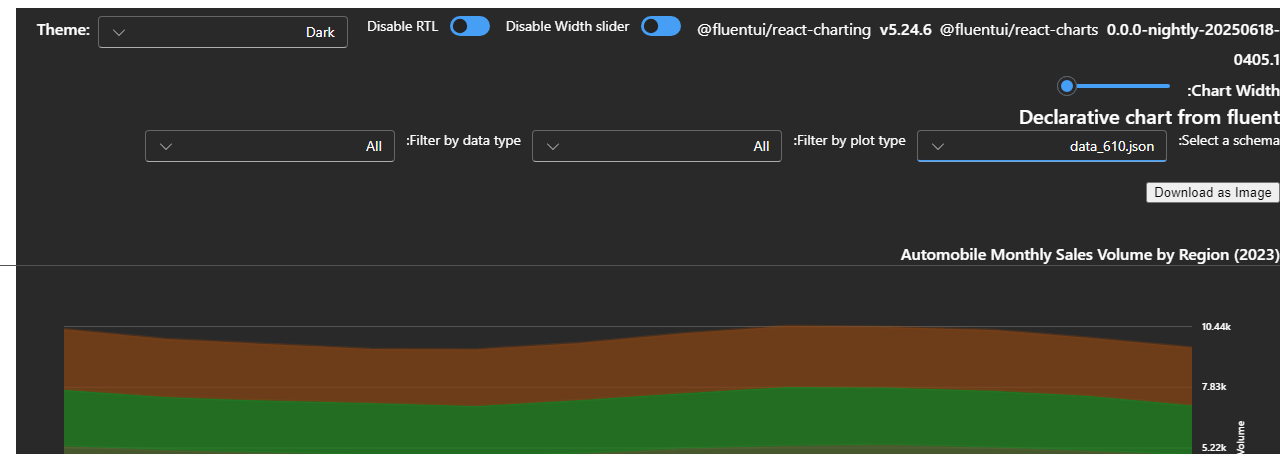 Theme: Dark Disable RTL Disable Width slider @fluentui/react-charting v5.24.6 @fluentui/react-charts 0.0.0-nightly-20250618-
0405.1
:Chart Width
Declarative chart from fluent
:Select a schema data_610.json :Filter by plot type All :Filter by data type All
Download as Image
Automobile Monthly Sales Volume by Region (2023)
10.44k
7.83k
5.22k
Volume